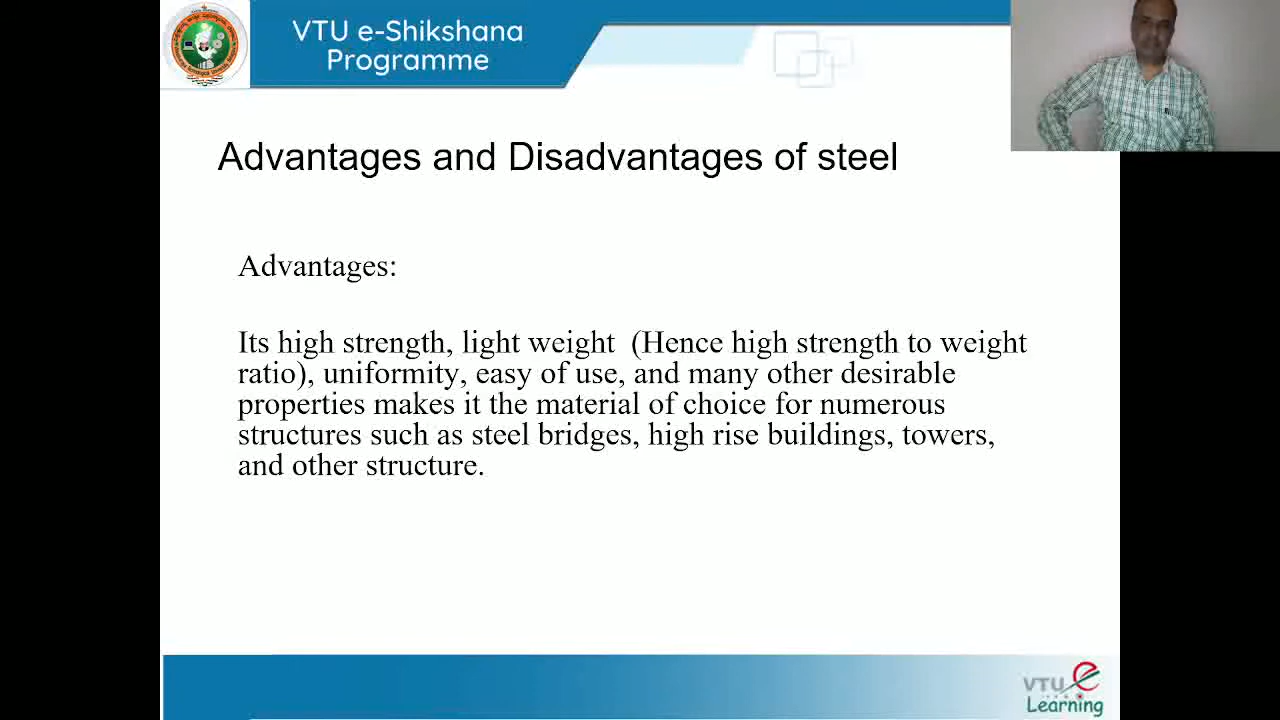 VTU e-Shikshana
Programme
Advantages and Disadvantages of steel
Advantages:
Its high strength, light weight  (Hence high strength to weight
ratio), uniformity, easy of use, and many other desirable
properties makes it the material of choice for numerous
structures such as steel bridges, high rise buildings, towers,
and other structure.
VTU e
Learning